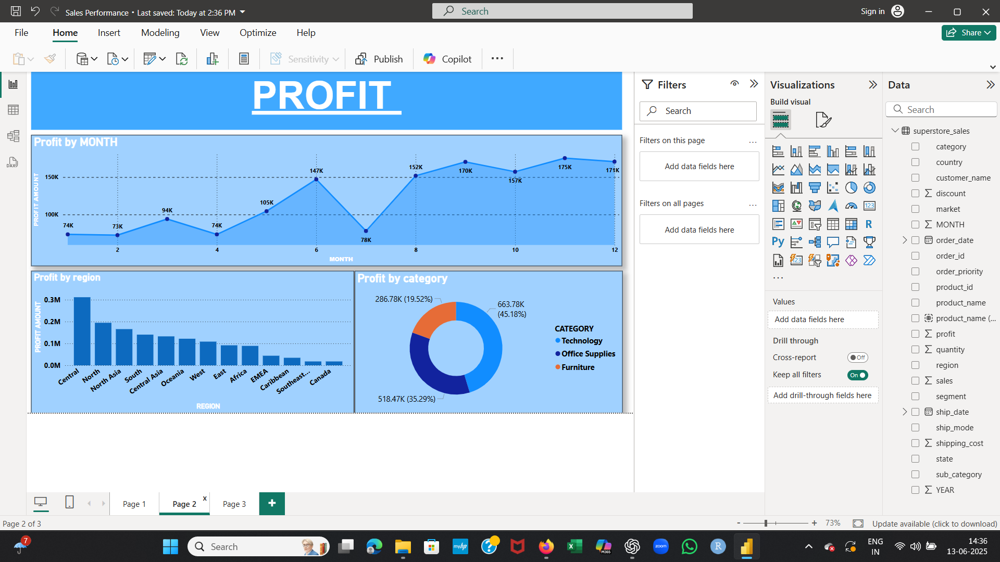 Sales Performance • Last saved: Today at 2:36 PM
Search
Sign in
File
Home
Insert
Modeling
View
Optimize
Help
Share
Sensitivity
Publish
Copilot
...
PROFIT
Profit by MONTH
PROFIT AMOUNT
150K
100K
74K
73K
94K
74K
105K
147K
78K
152K
170K
157K
175K
171K
2
4
6
8
10
12
MONTH
Profit by region
PROFIT AMOUNT
0.3M
0.2M
0.1M
0.0M
Central
North
North Asia
South
Central Asia
Oceania
West
East
Africa
EMEA
Caribbean
Southeast...
Canada
REGION
Profit by category
286.78K (19.52%)
663.78K
(45.18%)
518.47K (35.29%)
CATEGORY
Technology
Office Supplies
Furniture
Filters
Search
Filters on this page
...
Add data fields here
Filters on all pages
...
Add data fields here
Visualizations
Build visual
123
R
Py
123
...
Values
Add data fields here
Drill through
Cross-report
Off
Keep all filters
On
Add drill-through fields here
Data
Search
superstore_sales
category
country
customer_name
discount
market
MONTH
order_date
order_id
order_priority
product_id
product_name
product_name (...
profit
quantity
region
sales
segment
ship_date
ship_mode
shipping_cost
state
sub_category
YEAR
DAX
Page 1
Page 2
x
Page 3
+
Page 2 of 3
-
+
73%
Update available (click to download)
7
Search
myhp
?
M365
zoom
R
ENG
IN
14:36
13-06-2025